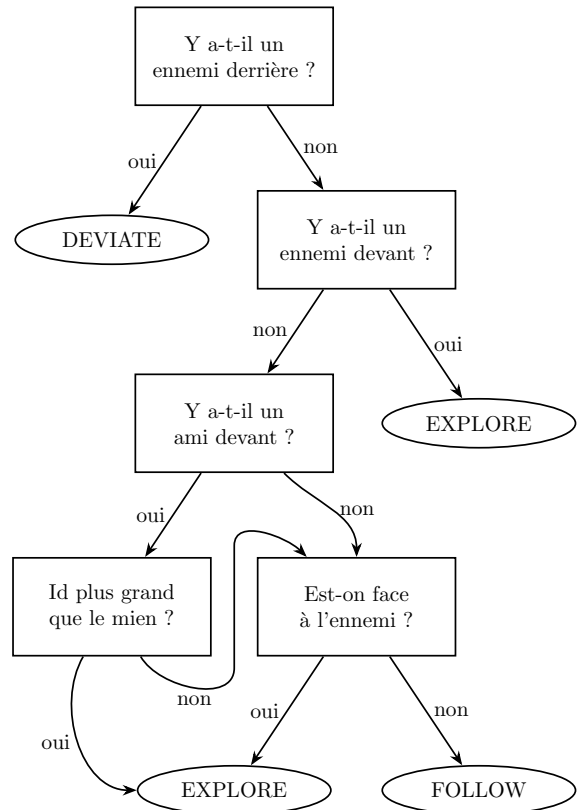 Y a-t-il un
ennemi derrière ?
oui
non
DEVIATE
Y a-t-il un
ennemi devant ?
non
oui
Y a-t-il un
ami devant ?
EXPLORE
oui
non
Id plus grand
que le mien ?
Est-on face
à l'ennemi ?
non
oui
non
oui
EXPLORE
FOLLOW